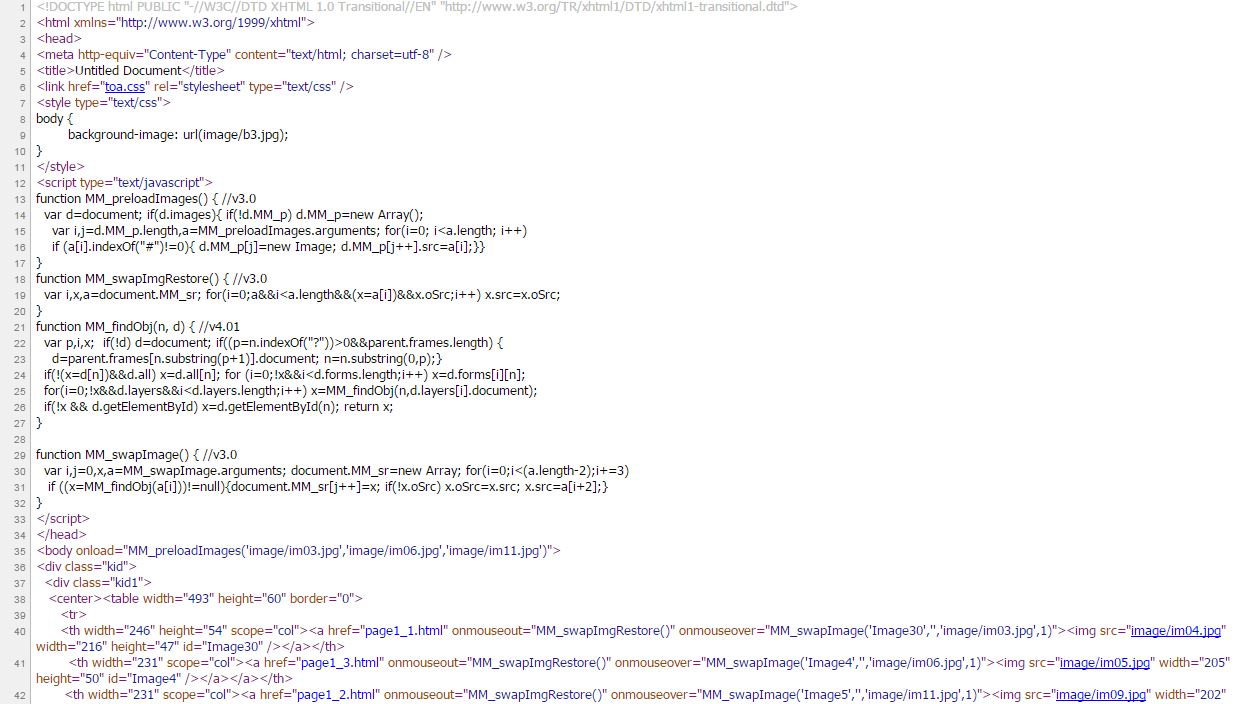 1 <!DOCTYPE html PUBLIC "-//W3C//DTD XHTML 1.0 Transitional//EN" "http://www.w3.org/TR/xhtml1/DTD/xhtml1-transitional.dtd">
2 <html xmlns="http://www.w3.org/1999/xhtml">
3 <head>
4 <meta http-equiv="Content-Type" content="text/html; charset=utf-8" />
5 <title>Untitled Document</title>
6 <link href="toa.css" rel="stylesheet" type="text/css" />
7 <style type="text/css">
8 body {
9 background-image: url(image/b3.jpg);
10 }
11 </style>
12 <script type="text/javascript">
13 function MM_preloadImages() { //v3.0
14 var d=document; if(d.images){ if(!d.MM_p) d.MM_p=new Array();
15 var i,j=d.MM_p.length,a=MM_preloadImages.arguments; for(i=0; i<a.length; i++)
16 if (a[i].indexOf("#")!=0){ d.MM_p[j]=new Image; d.MM_p[j++].src=a[i];}}
17 }
18 function MM_swapImgRestore() { //v3.0
19 var i,x,a=document.MM_sr; for(i=0;a&&i<a.length&&(x=a[i])&&x.oSrc;i++) x.src=x.oSrc;
20 }
21 function MM_findObj(n, d) { //v4.01
22 var p,i,x;  if(!d) d=document; if((p=n.indexOf("?"))>0&&parent.frames.length) {
23 d=parent.frames[n.substring(p+1)].document; n=n.substring(0,p);}
24 if(!(x=d[n])&&d.all) x=d.all[n]; for (i=0;!x&&i<d.forms.length;i++) x=d.forms[i][n];
25 for(i=0;!x&&d.layers&&i<d.layers.length;i++) x=MM_findObj(n,d.layers[i].document);
26 if(!x && d.getElementById) x=d.getElementById(n); return x;
27 }
28
29 function MM_swapImage() { //v3.0
30 var i,j=0,x,a=MM_swapImage.arguments; document.MM_sr=new Array; for(i=0;i<(a.length-2);i+=3)
31 if ((x=MM_findObj(a[i]))!=null){document.MM_sr[j++]=x; if(!x.oSrc) x.oSrc=x.src; x.src=a[i+2];}
32 }
33 </script>
34 </head>
35 <body onload="MM_preloadImages('image/im03.jpg','image/im06.jpg','image/im11.jpg')">
36 <div class="kid">
37 <div class="kid1">
38 <center><table width="493" height="60" border="0">
39 <tr>
40 <th width="246" height="54" scope="col"><a href="page1_1.html" onmouseout="MM_swapImgRestore()" onmouseover="MM_swapImage('Image30','','image/im03.jpg',1)"><img src="image/im04.jpg"
width="216" height="47" id="Image30" /></a></th>
41 <th width="231" scope="col"><a href="page1_3.html" onmouseout="MM_swapImgRestore()" onmouseover="MM_swapImage('Image4','','image/im06.jpg',1)"><img src="image/im05.jpg" width="205"
height="50" id="Image4" /></a></a></th>
42 <th width="231" scope="col"><a href="page1_2.html" onmouseout="MM_swapImgRestore()" onmouseover="MM_swapImage('Image5','','image/im11.jpg',1)"><img src="image/im09.jpg" width="202"